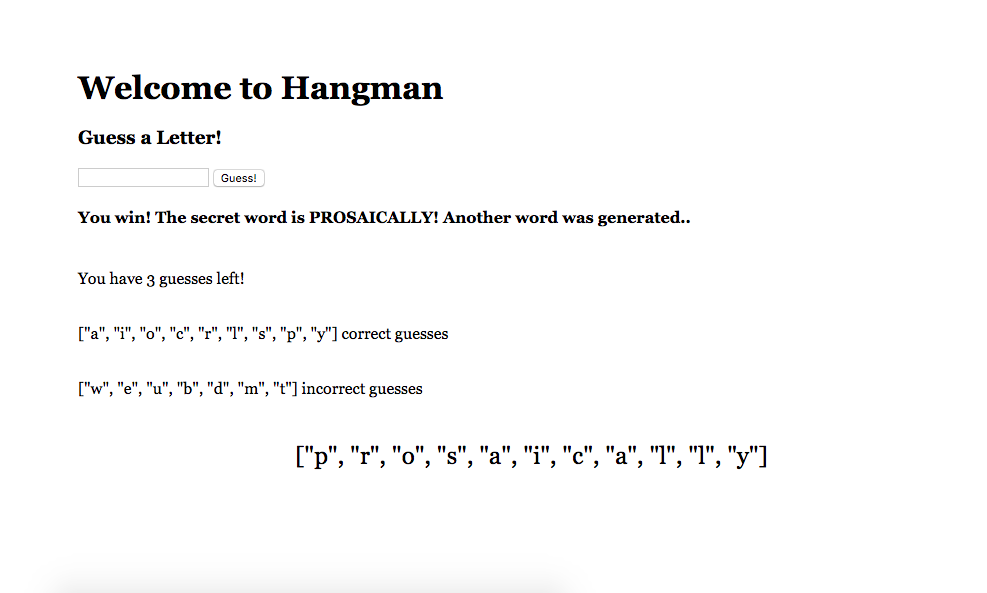 Welcome to Hangman
Guess a Letter!
Guess!
You win! The secret word is PROSAICALLY! Another word was generated..
You have 3 guesses left!
["a", "i", "o", "c", "r", "l", "s", "p", "y"] correct guesses
["w", "e", "u", "b", "d", "m", "t"] incorrect guesses
["p", "r", "o", "s", "a", "i", "c", "a", "l", "l", "y"]